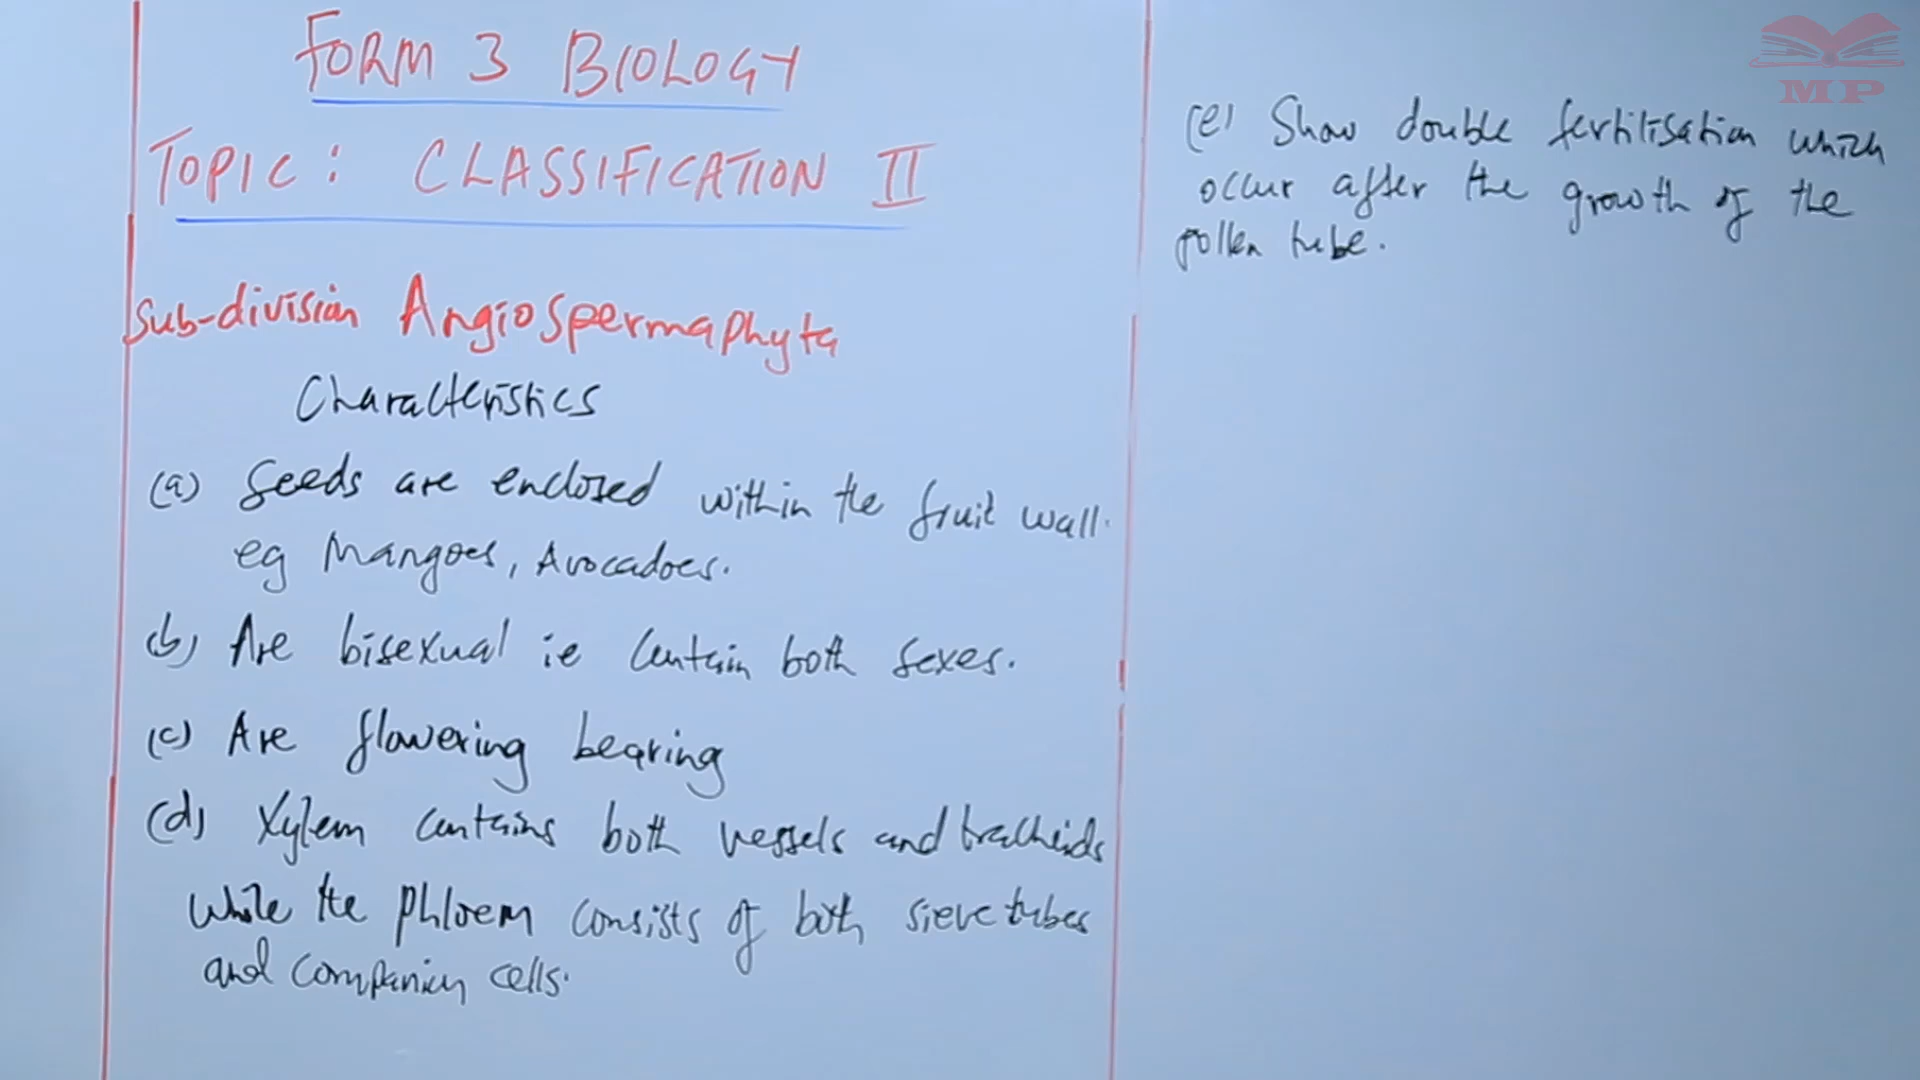 FORM 3 BIOLOGY
TOPIC: CLASSIFICATION II
Sub-division Angiospermaphyta
Characteristics
(a) Seeds are enclosed within the fruit wall.
eg Mangoes, Avocadoes.
(b) Are bisexual ie Contain both sexes.
(c) Are flowering bearing
(d) Xylem contains both vessels and tracheids
While the Phloem consists of both sieve tubes
and Companion cells.
MP
(e) Show double fertilisation which
occur after the growth of the
pollen tube.